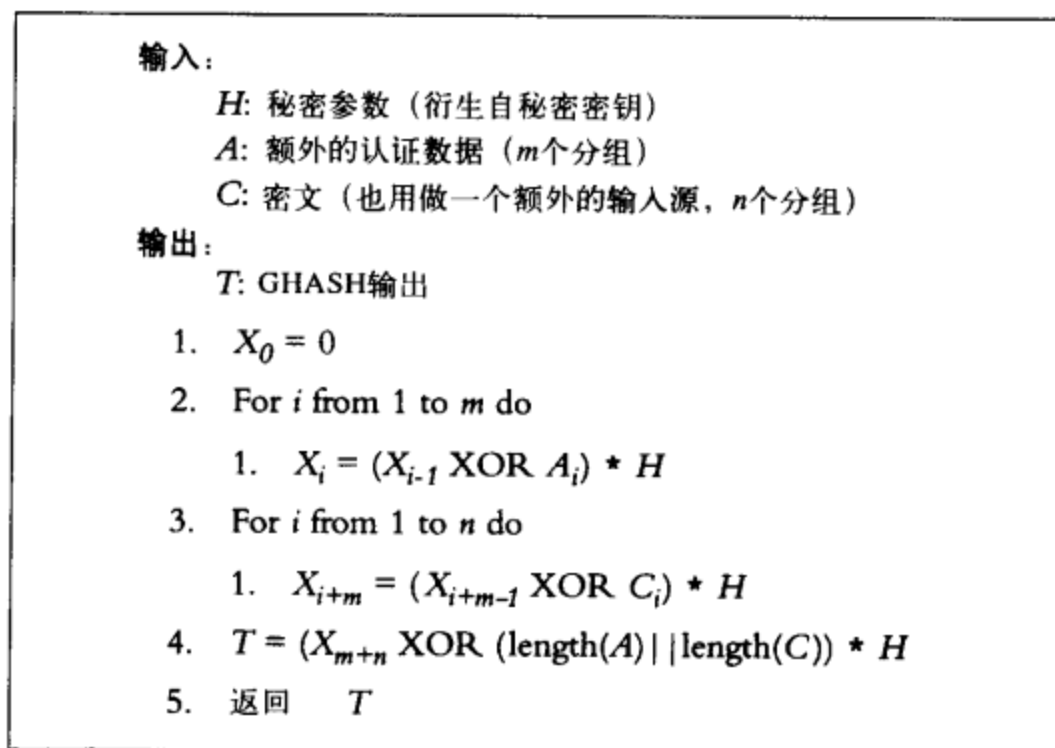 输入：
H: 秘密参数（衍生自秘密密钥）
A: 额外的认证数据（m个分组）
C: 密文（也用做一个额外的输入源，n个分组）
输出：
T: GHASH输出
1. X₀ = 0
2. For i from 1 to m do
1. Xᵢ = (Xᵢ₋₁ XOR Aᵢ) * H
3. For i from 1 to n do
1. Xᵢ₊ₘ = (Xᵢ₊ₘ₋₁ XOR Cᵢ) * H
4. T = (Xₘ₊ₙ XOR (length(A)||length(C)) * H
5. 返回 T